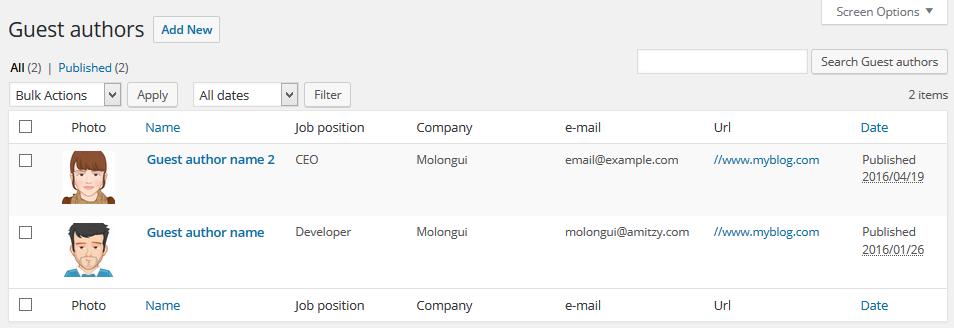 Screen Options
Guest authors Add New
All (2) | Published (2)
Search Guest authors
Bulk Actions Apply All dates Filter 2 items
Photo Name Job position Company e-mail Url Date
Guest author name 2 CEO Molongui email@example.com //www.myblog.com Published
2016/04/19
Guest author name Developer Molongui molongui@amitzy.com //www.myblog.com Published
2016/01/26
Photo Name Job position Company e-mail Url Date